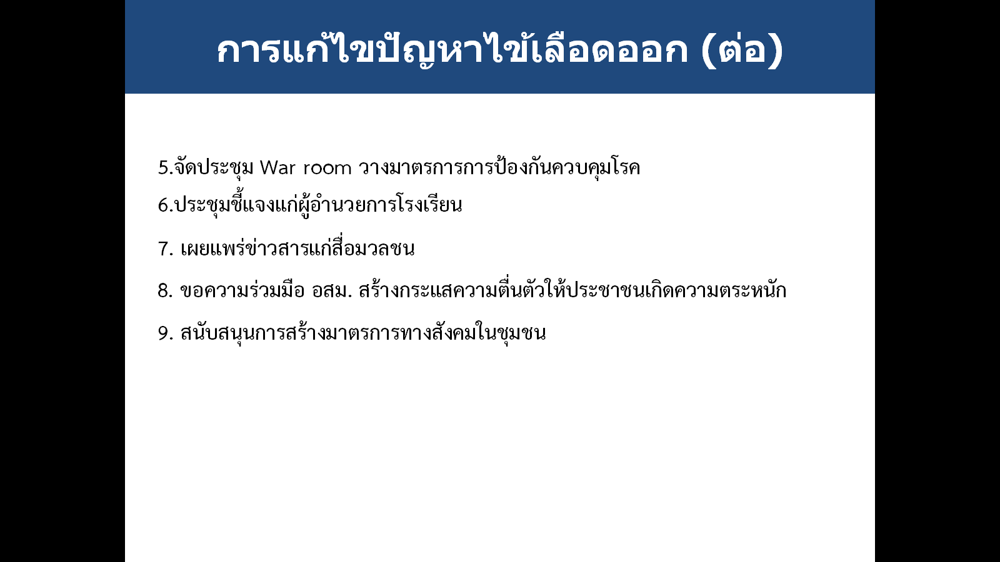 การแก้ไขปัญหาไข้เลือดออก (ต่อ)
5.จัดประชุม War room วางมาตรการการป้องกันควบคุมโรค
6.ประชุมชี้แจงแก่ผู้อำนวยการโรงเรียน
7. เผยแพร่ข่าวสารแก่สื่อมวลชน
8. ขอความร่วมมือ อสม. สร้างกระแสความตื่นตัวให้ประชาชนเกิดความตระหนัก
9. สนับสนุนการสร้างมาตรการทางสังคมในชุมชน